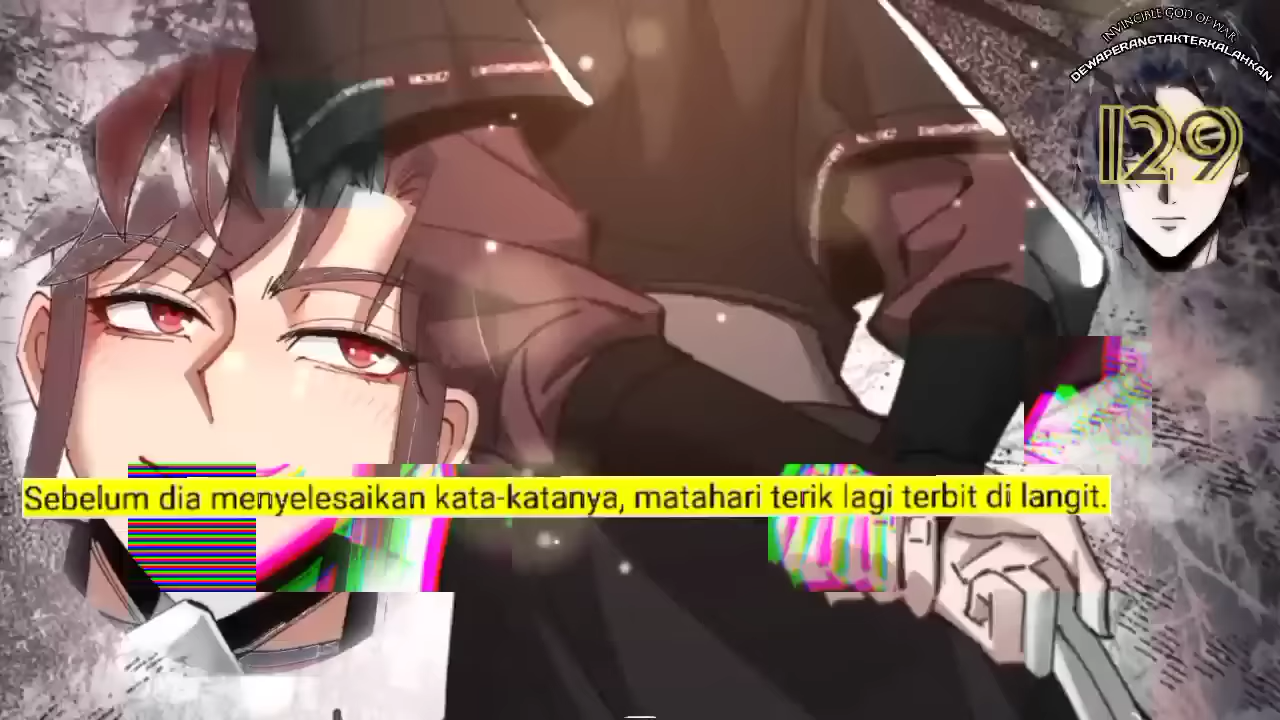 INVINCIBLE GOD OF WAR
DEWAPERANGTAKTERKALAHKAN
129
Sebelum dia menyelesaikan kata-katanya, matahari terik lagi terbit di langit.